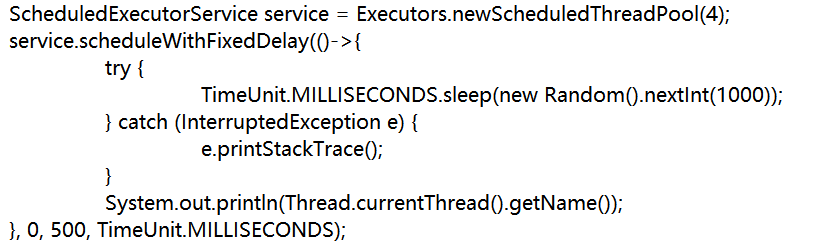 ScheduledExecutorService service = Executors.newScheduledThreadPool(4);
service.scheduleWithFixedDelay(()->{
try {
TimeUnit.MILLISECONDS.sleep(new Random().nextInt(1000));
} catch (InterruptedException e) {
e.printStackTrace();
}
System.out.println(Thread.currentThread().getName());
}, 0, 500, TimeUnit.MILLISECONDS);